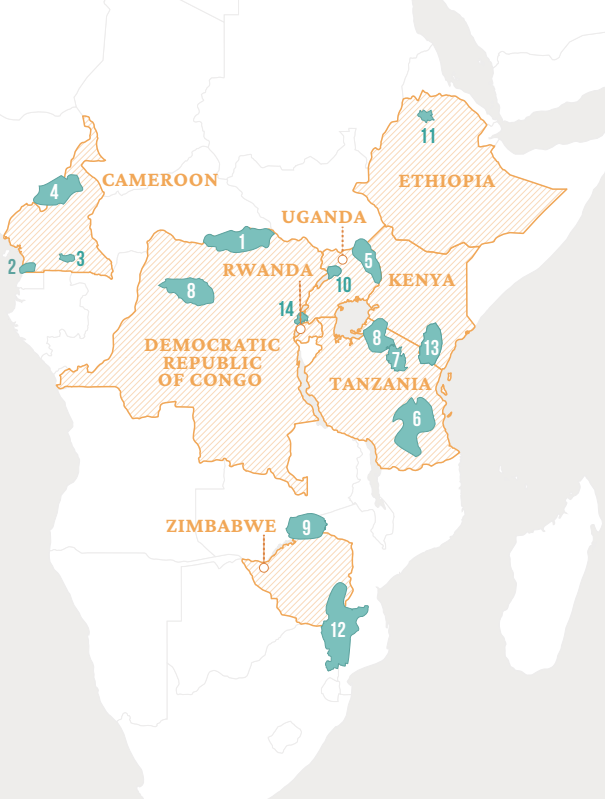 11
CAMEROON
ETHIOPIA
4
UGANDA
1
5
2
3
RWANDA
10
KENYA
8
14
8
13
DEMOCRATIC
REPUBLIC
OF CONGO
7
TANZANIA
6
ZIMBABWE
9
12